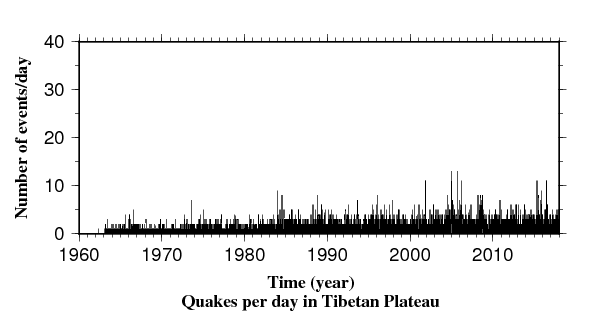 40
30
20
10
0
Number of events/day
1960 1970 1980 1990 2000 2010
Time (year)
Quakes per day in Tibetan Plateau